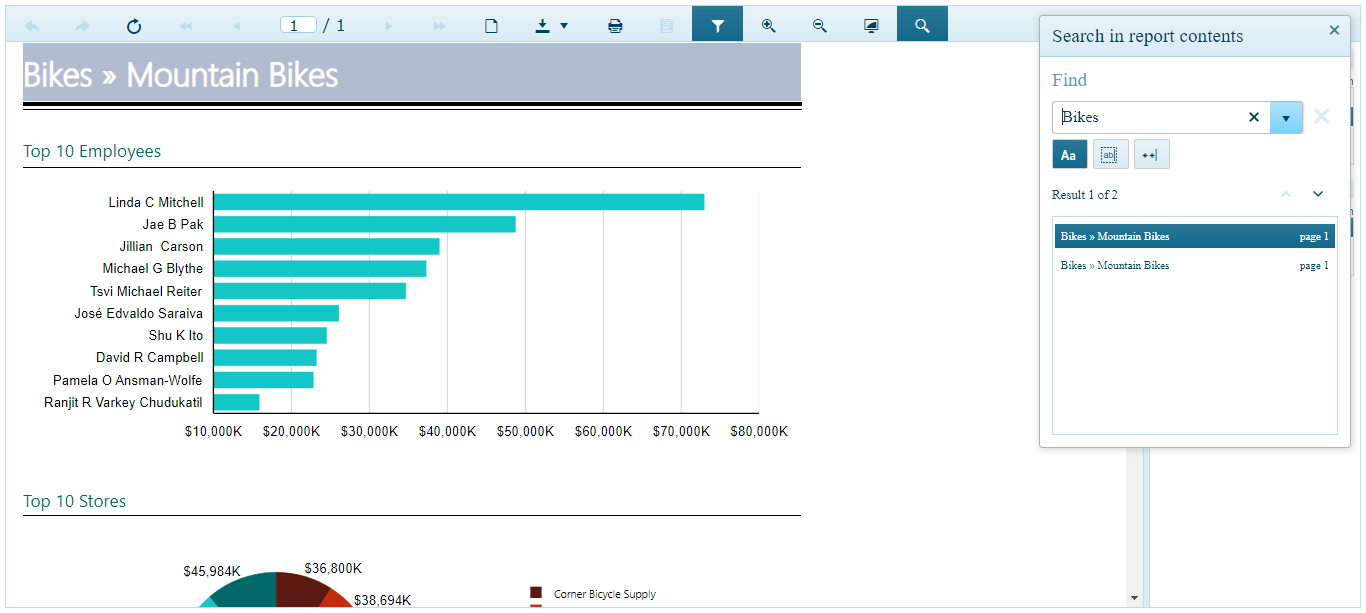 1 / 1
Bikes » Mountain Bikes
Top 10 Employees
Linda C Mitchell
Jae B Pak
Jillian  Carson
Michael G Blythe
Tsvi Michael Reiter
José Edvaldo Saraiva
Shu K Ito
David R Campbell
Pamela O Ansman-Wolfe
Ranjit R Varkey Chudukatil
$10,000K $20,000K $30,000K $40,000K $50,000K $60,000K $70,000K $80,000K
Top 10 Stores
$45,984K $36,800K
$38,694K
Corner Bicycle Supply
Search in report contents
Find
Bikes
Aa ab
Result 1 of 2
Bikes » Mountain Bikes page 1
Bikes » Mountain Bikes page 1